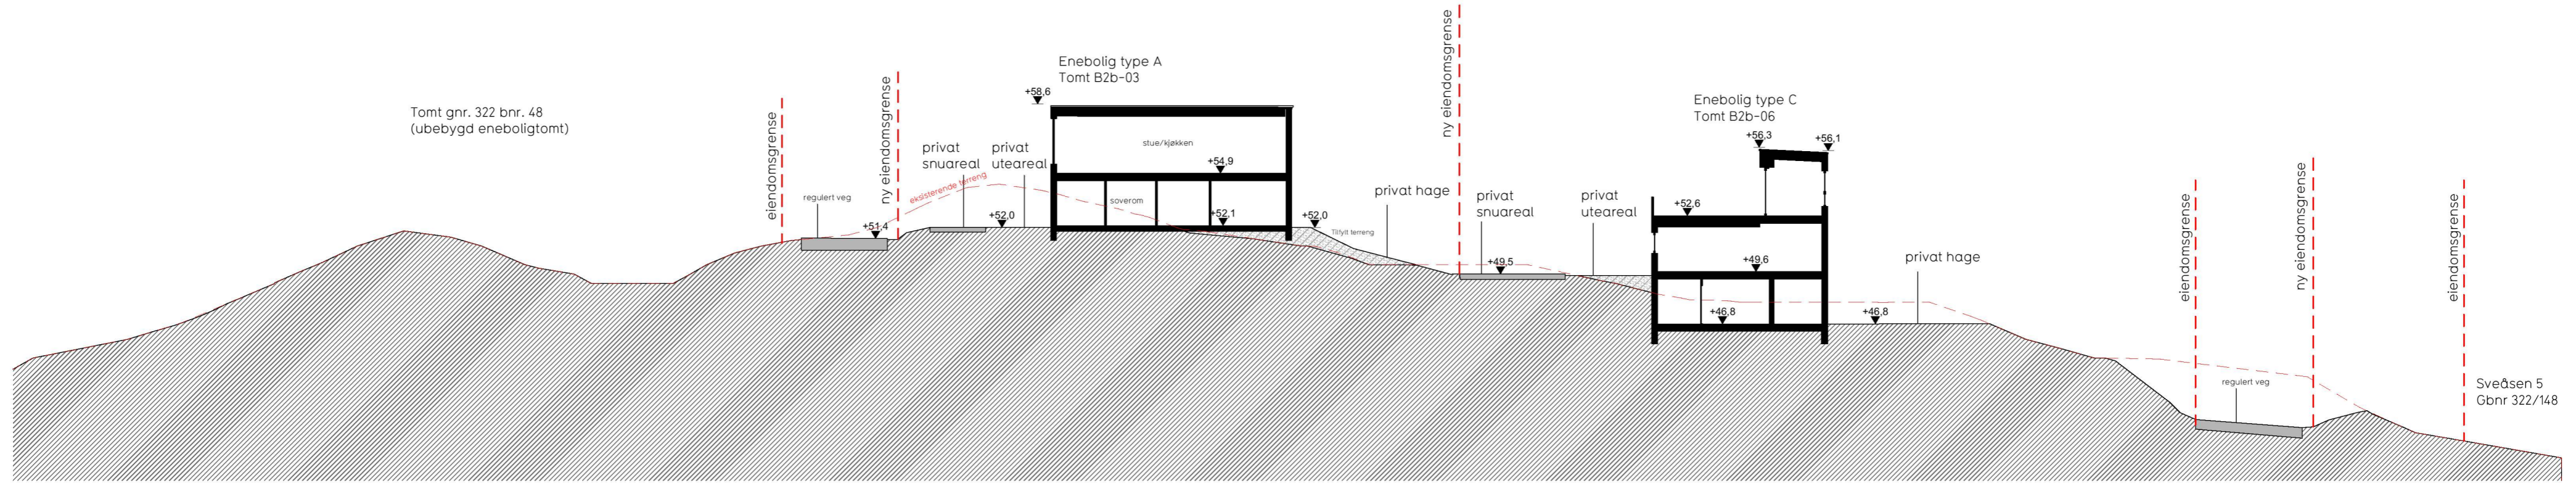 Tomt gnr. 322 bnr. 48
(ubebygd eneboligtomt)
eiendomsgrense
regulert veg
+51,4
ny eiendomsgrense
eksisterende terreng
privat
snuareal
privat
uteareal
+52,0
Enebolig type A
Tomt B2b-03
+58,6
stue/kjøkken
+54,9
soverom
+52,1
+52,0
Tilfylt terreng
privat hage
ny eiendomsgrense
privat
snuareal
+49,5
privat
uteareal
Enebolig type C
Tomt B2b-06
+56,3
+56,1
+52,6
+49,6
+46,8
+46,8
privat hage
eiendomsgrense
regulert veg
ny eiendomsgrense
eiendomsgrense
Sveåsen 5
Gbnr 322/148